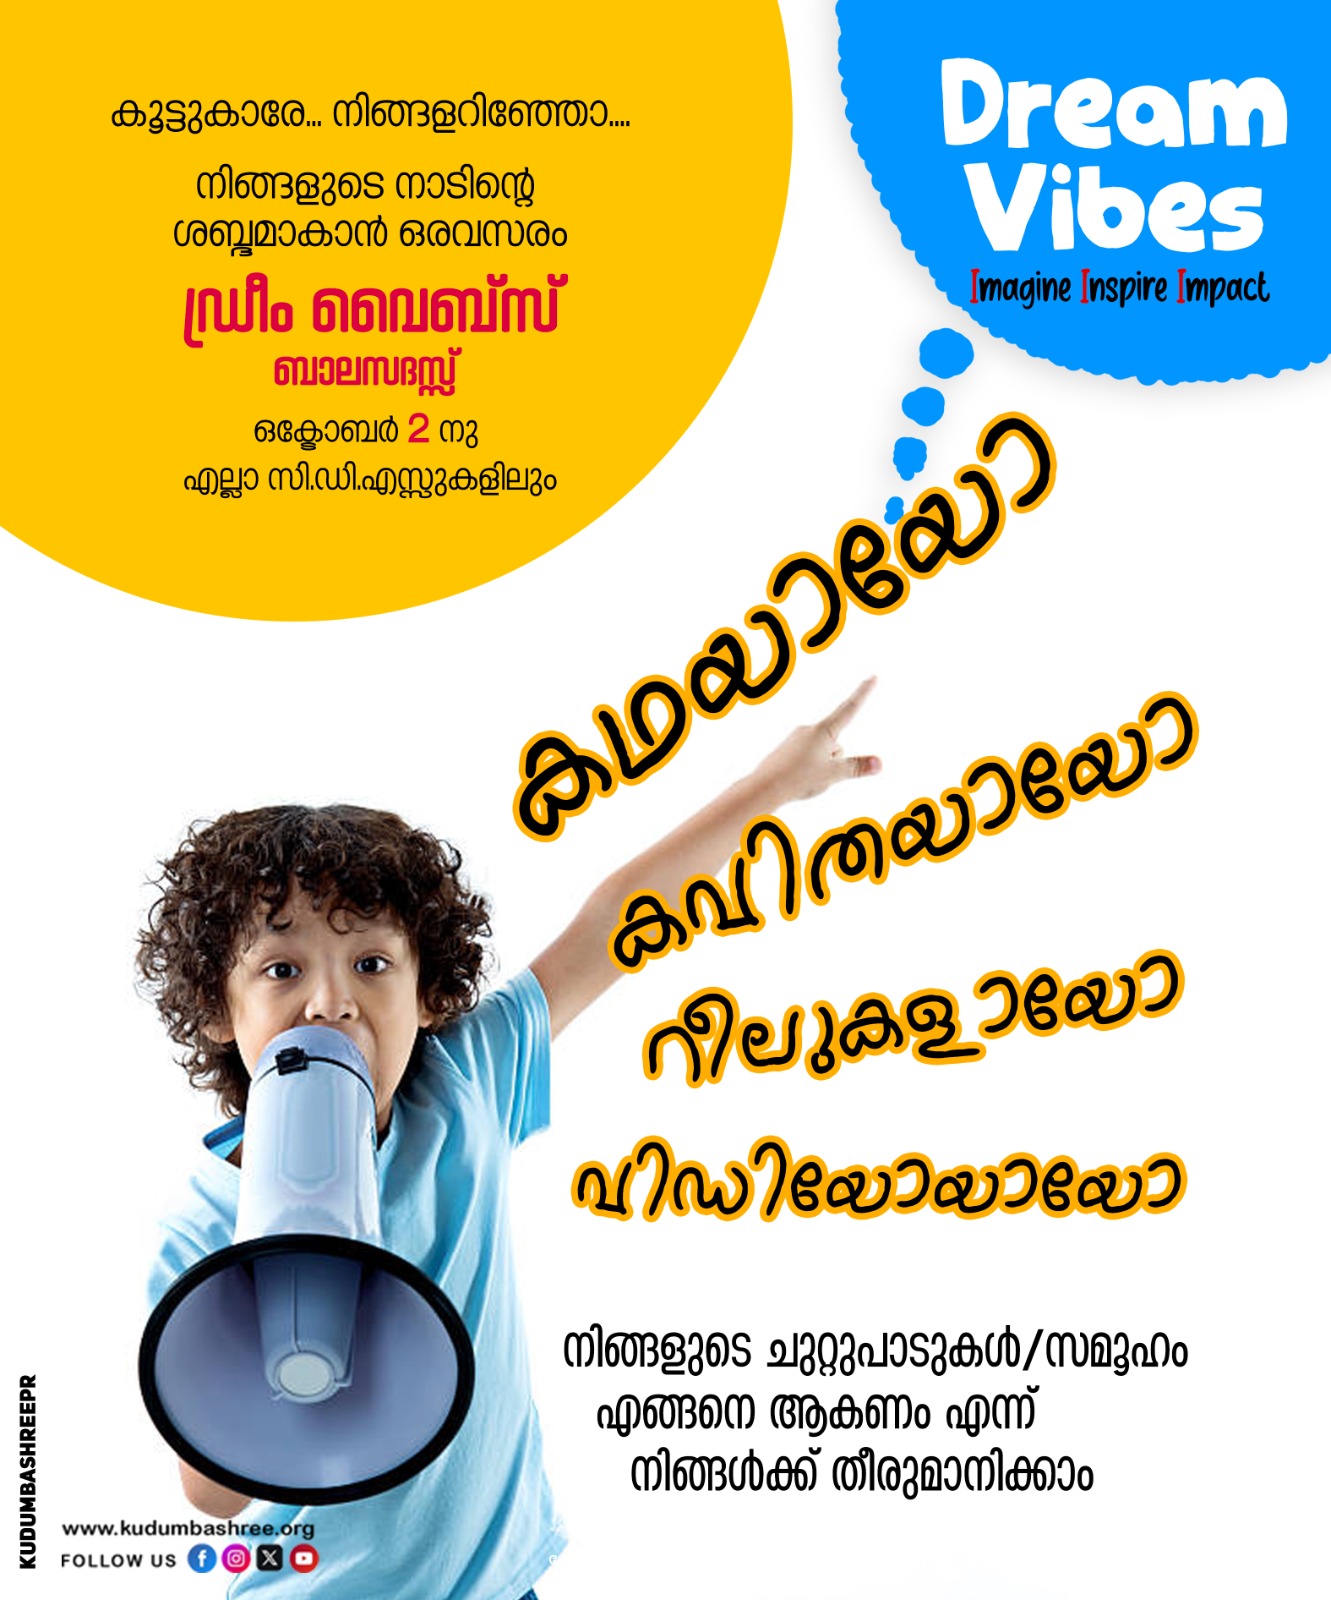 കൂട്ടുകാരേ... നിങ്ങളറിഞ്ഞോ....
നിങ്ങളുടെ നാടിന്റെ
ശബ്ദമാകാൻ ഒരവസരം
ഡ്രീം വൈബ്സ്
ബാലസദസ്സ്
ഒക്ടോബർ 2 നു
എല്ലാ സി.ഡി.എസ്സുകളിലും
Dream
Vibes
Imagine Inspire Impact
കഥയായോ
കവിതയായോ
റീലുകളായോ
വിഡിയോയായോ
നിങ്ങളുടെ ചുറ്റുപാടുകൾ/സമൂഹം
എങ്ങനെ ആകണം എന്ന്
നിങ്ങൾക്ക് തീരുമാനിക്കാം
KUDUMBASHREEPR
www.kudumbashree.org
FOLLOW US